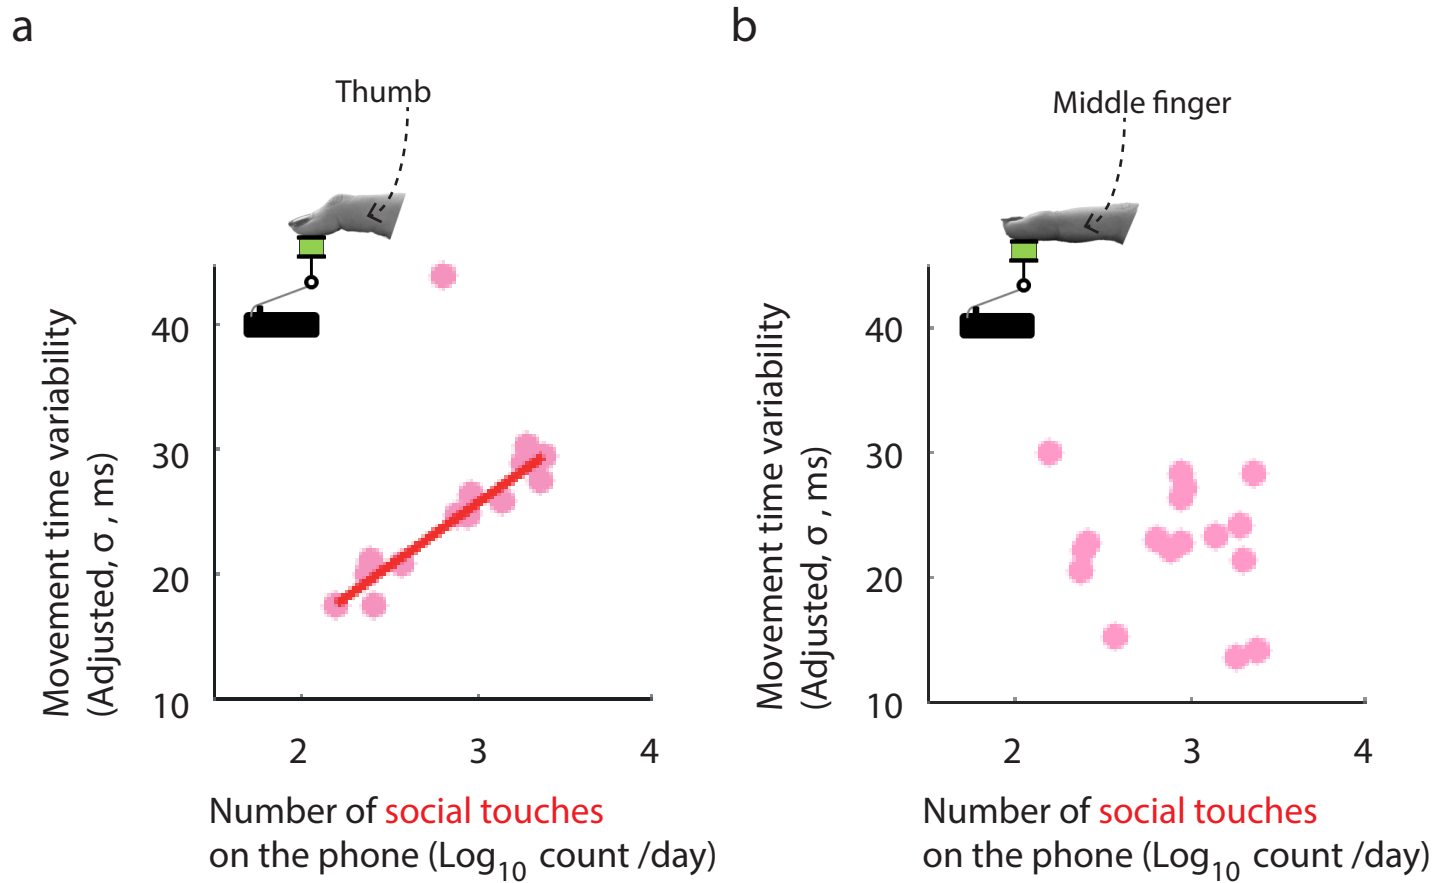 a
Thumb
Movement time variability
(Adjusted, σ , ms)
40
30
20
10
2 3 4
Number of social touches
on the phone (Log10 count /day)
b
Middle finger
Movement time variability
(Adjusted, σ , ms)
40
30
20
10
2 3 4
Number of social touches
on the phone (Log10 count /day)